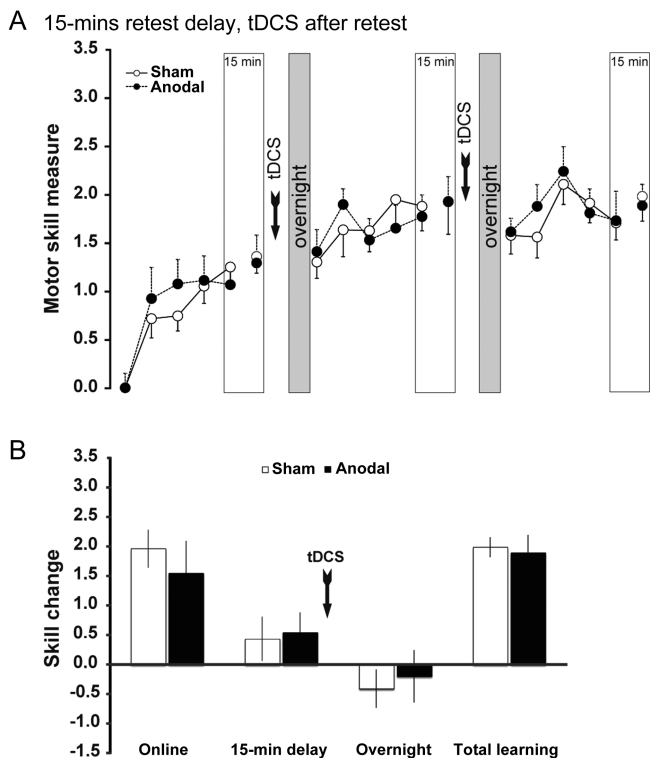 A 15-mins retest delay, tDCS after retest
Motor skill measure
3.5
3.0
2.5
2.0
1.5
1.0
0.5
0.0
Sham
Anodal
15 min
tDCS
overnight
15 min
tDCS
overnight
15 min
B
Skill change
3.5
3.0
2.5
2.0
1.5
1.0
0.5
0.0
-0.5
-1.0
-1.5
Sham Anodal
tDCS
Online 15-min delay Overnight Total learning